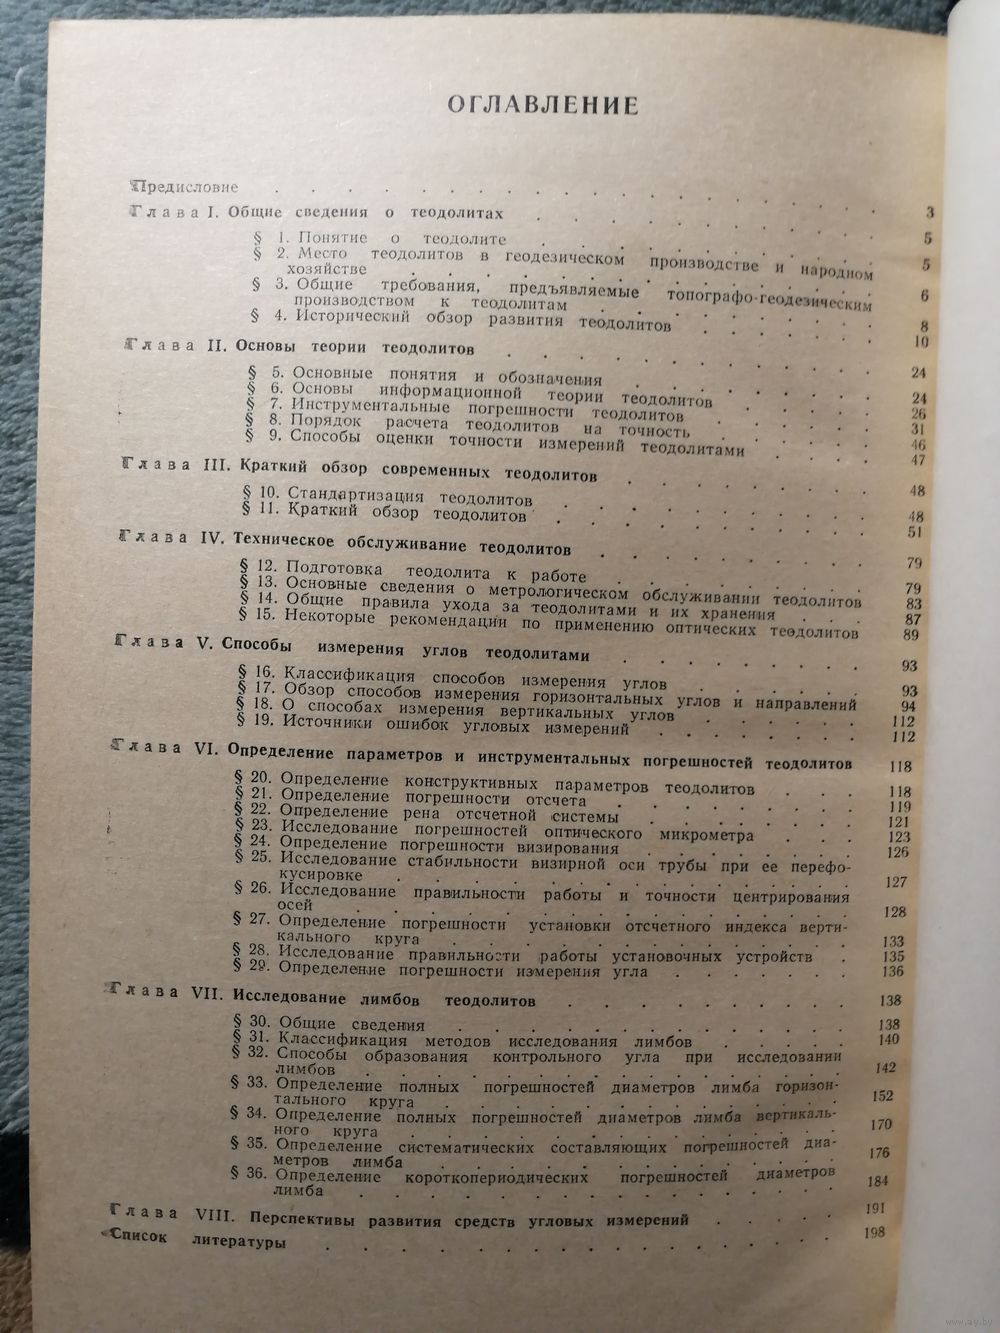 ОГЛАВЛЕНИЕ
Предисловие . . . . . . . . . . . . . . . . . 3
Глава I. Общие сведения о теодолитах . . . . . . . . . . 5
§ 1. Понятие о теодолите . . . . . . . . . . 5
§ 2. Место теодолитов в геодезическом производстве и народном
хозяйстве . . . . . . . . . . . . . 6
§ 3. Общие требования, предъявляемые топографо-геодезическим
производством к теодолитам . . . . . . . . 8
§ 4. Исторический обзор развития теодолитов . . . . . 10
Глава II. Основы теории теодолитов . . . . . . . . . . . 24
§ 5. Основные понятия и обозначения . . . . . . . 24
§ 6. Основы информационной теории теодолитов . . . . 26
§ 7. Инструментальные погрешности теодолитов . . . . . 31
§ 8. Порядок расчета теодолитов на точность . . . . . 46
§ 9. Способы оценки точности измерений теодолитами . . . . 47
Глава III. Краткий обзор современных теодолитов . . . . . . . 48
§ 10. Стандартизация теодолитов . . . . . . . . . 48
§ 11. Краткий обзор теодолитов . . . . . . . . . 51
Глава IV. Техническое обслуживание теодолитов . . . . . . . . 79
§ 12. Подготовка теодолита к работе . . . . . . . 79
§ 13. Основные сведения о метрологическом обслуживании теодолитов 83
§ 14. Общие правила ухода за теодолитами и их хранения . . . 87
§ 15. Некоторые рекомендации по применению оптических теодолитов 89
Глава V. Способы измерения углов теодолитами . . . . . . . 93
§ 16. Классификация способов измерения углов . . . . . 93
§ 17. Обзор способов измерения горизонтальных углов и направлений 94
§ 18. О способах измерения вертикальных углов . . . . . 112
§ 19. Источники ошибок угловых измерений . . . . . . 112
Глава VI. Определение параметров и инструментальных погрешностей теодолитов 118
§ 20. Определение конструктивных параметров теодолитов . . . 118
§ 21. Определение погрешности отсчета . . . . . . . 119
§ 22. Определение рена отсчетной системы . . . . . . 121
§ 23. Исследование погрешностей оптического микрометра . . . 123
§ 24. Определение погрешности визирования . . . . . . 126
§ 25. Исследование стабильности визирной оси трубы при ее перефо-
кусировке . . . . . . . . . . . . . 127
§ 26. Исследование правильности работы и точности центрирования
осей . . . . . . . . . . . . . . 128
§ 27. Определение погрешности установки отсчетного индекса верти-
кального круга . . . . . . . . . . . 133
§ 28. Исследование правильности работы установочных устройств . 135
§ 29. Определение погрешности измерения угла . . . . . 136
Глава VII. Исследование лимбов теодолитов . . . . . . . . 138
§ 30. Общие сведения . . . . . . . . . . . 138
§ 31. Классификация методов исследования лимбов . . . . . 140
§ 32. Способы образования контрольного угла при исследовании
лимбов . . . . . . . . . . . . . 142
§ 33. Определение полных погрешностей диаметров лимба горизон-
тального круга . . . . . . . . . . . 152
§ 34. Определение полных погрешностей диаметров лимба вертикаль-
ного круга . . . . . . . . . . . . 170
§ 35. Определение систематических составляющих погрешностей диа-
метров лимба . . . . . . . . . . . . 176
§ 36. Определение короткопериодических погрешностей диаметров
лимба . . . . . . . . . . . . . . 184
Глава VIII. Перспективы развития средств угловых измерений . . . . 191
Список литературы . . . . . . . . . . . . . . 198
www.ay.by